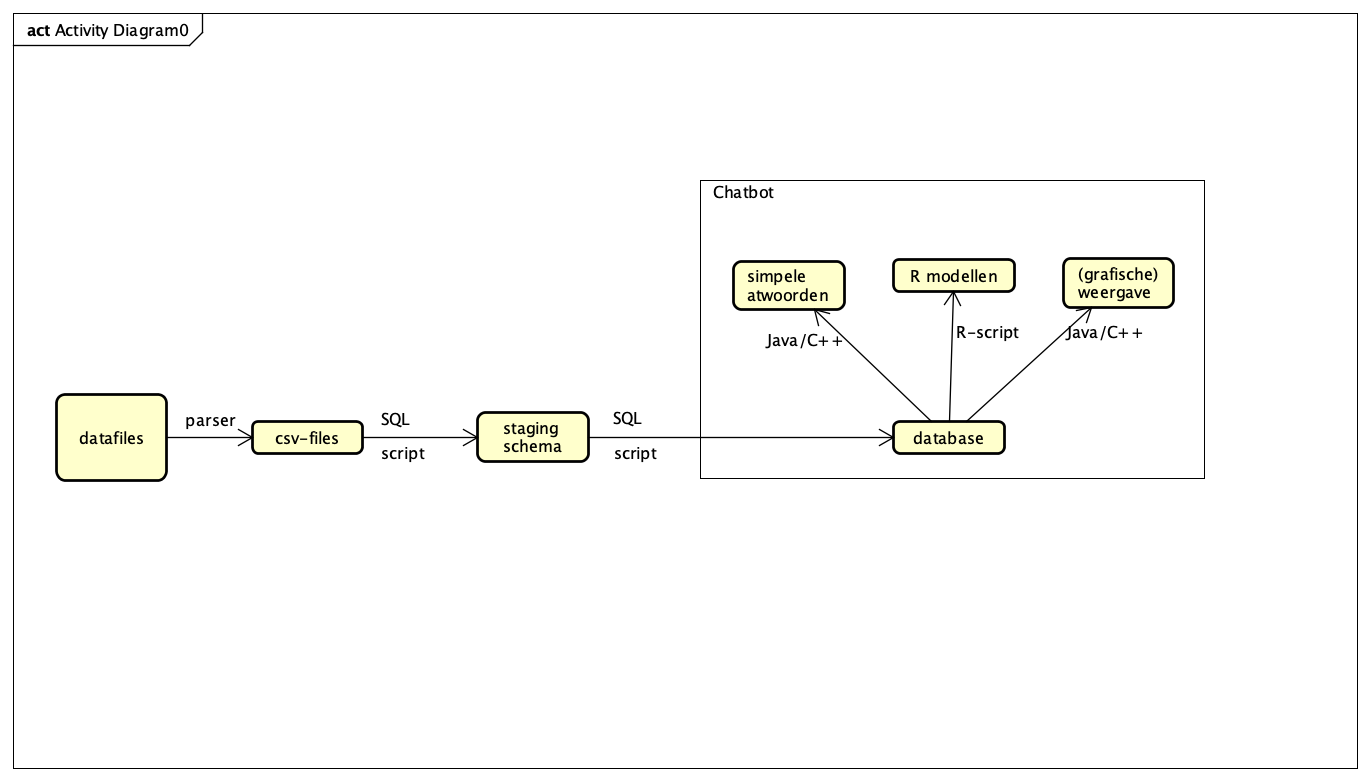 act Activity Diagram0
Chatbot
simpele
atwoorden
R modellen
(grafische)
weergave
Java/C++
R-script
Java/C++
datafiles
parser
csv-files
SQL
script
staging
schema
SQL
script
database